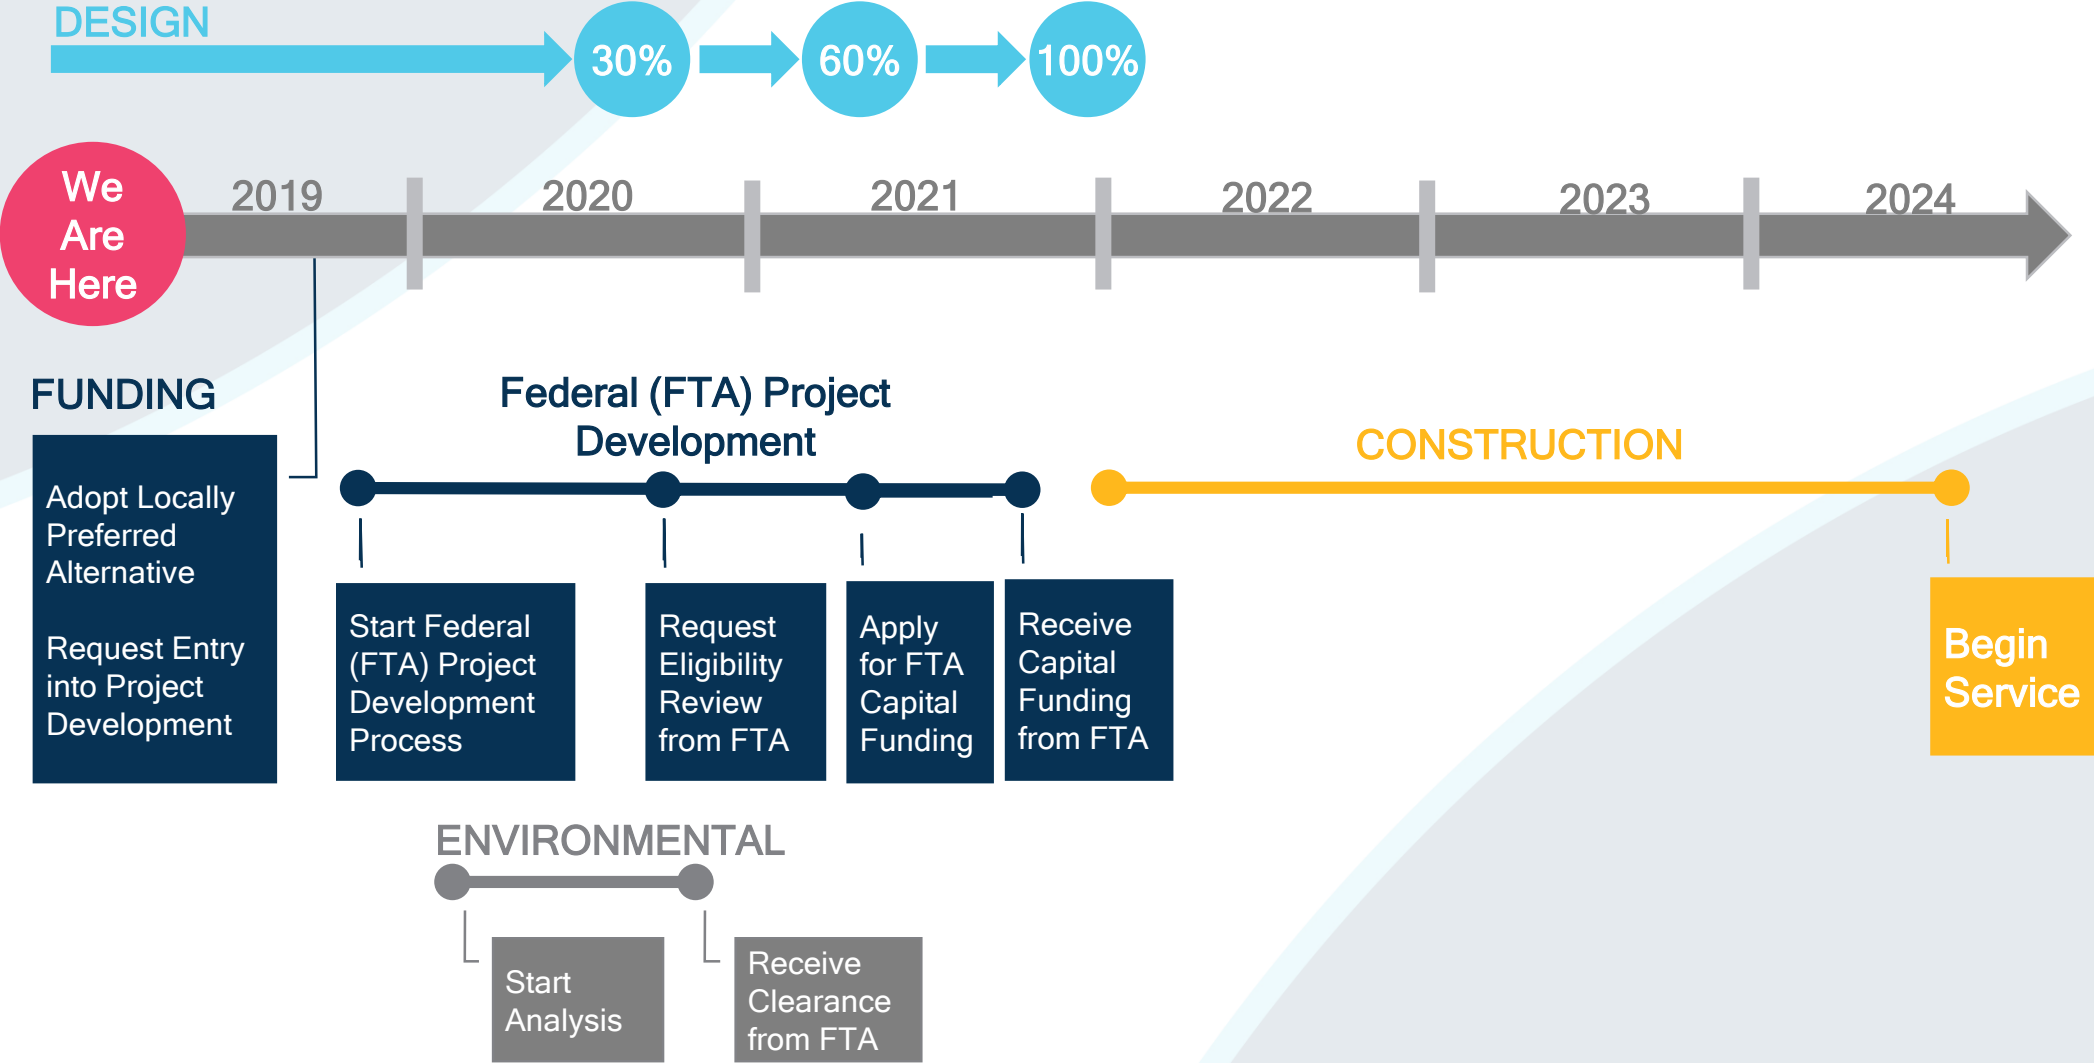 DESIGN
30%
60%
100%
We
Are
Here
2019
2020
2021
2022
2023
2024
FUNDING
Adopt Locally
Preferred
Alternative
Request Entry
into Project
Development
Federal (FTA) Project
Development
Start Federal
(FTA) Project
Development
Process
Request
Eligibility
Review
from FTA
Apply
for FTA
Capital
Funding
Receive
Capital
Funding
from FTA
CONSTRUCTION
Begin
Service
ENVIRONMENTAL
Start
Analysis
Receive
Clearance
from FTA